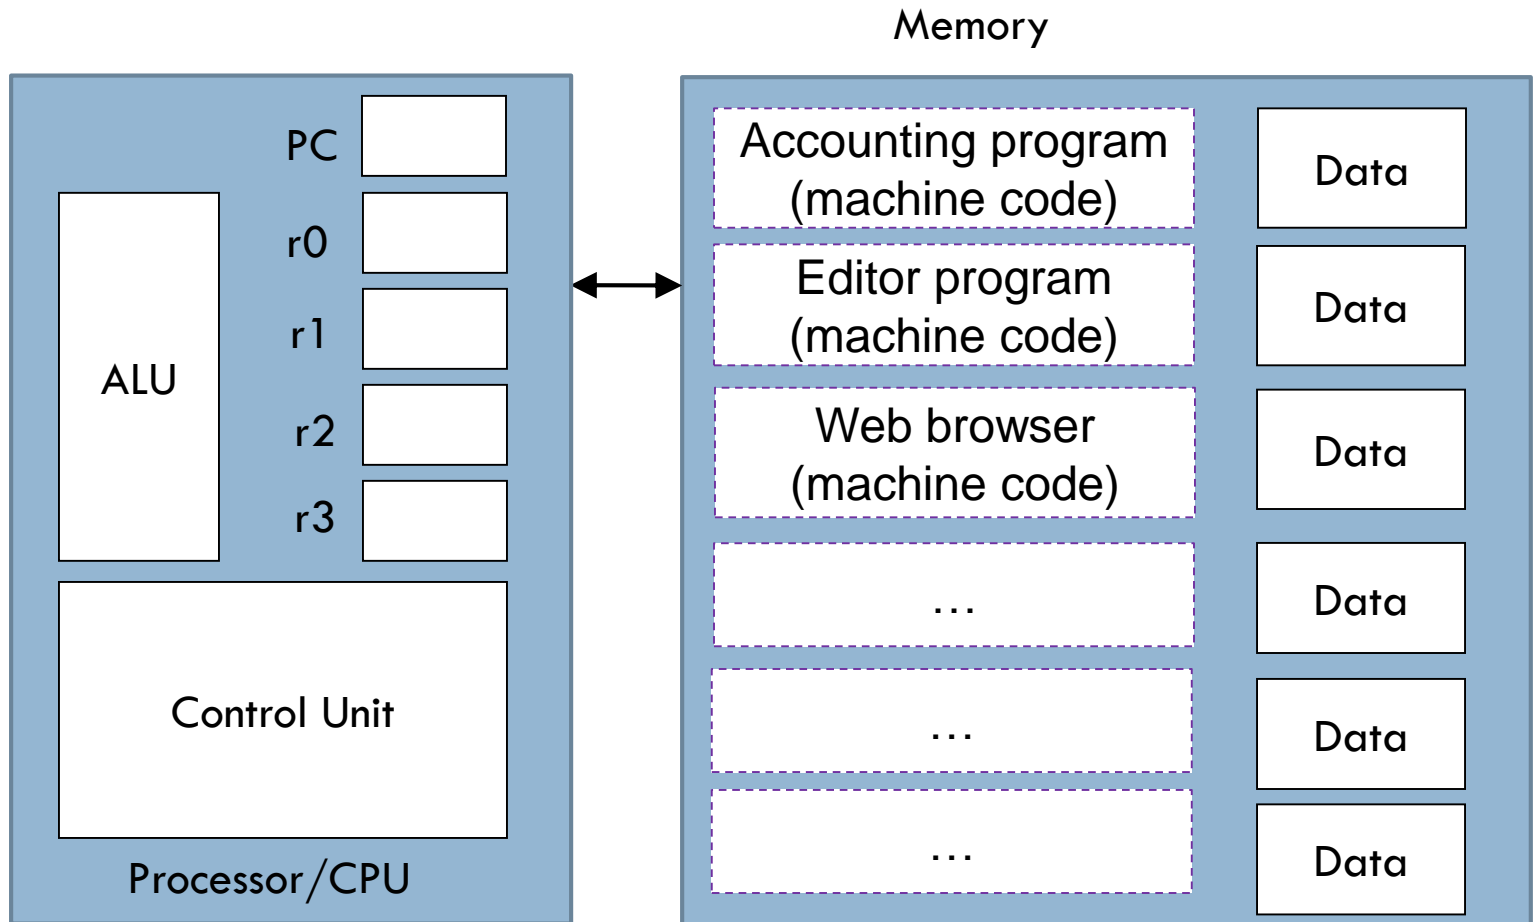 Memory
PC
r0
r1
r2
r3
ALU
Control Unit
Processor/CPU
Accounting program
(machine code)
Data
Editor program
(machine code)
Data
Web browser
(machine code)
Data
...
Data
...
Data
...
Data